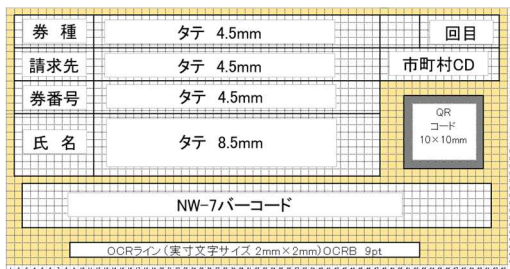 券 種 タテ 4.5mm 回目
請求先 タテ 4.5mm 市町村CD
券番号 タテ 4.5mm
氏 名 タテ 8.5mm
QR
コード
10×10mm
NW-7バーコード
OCRライン(実寸文字サイズ 2mm×2mm)OCRB 9pt